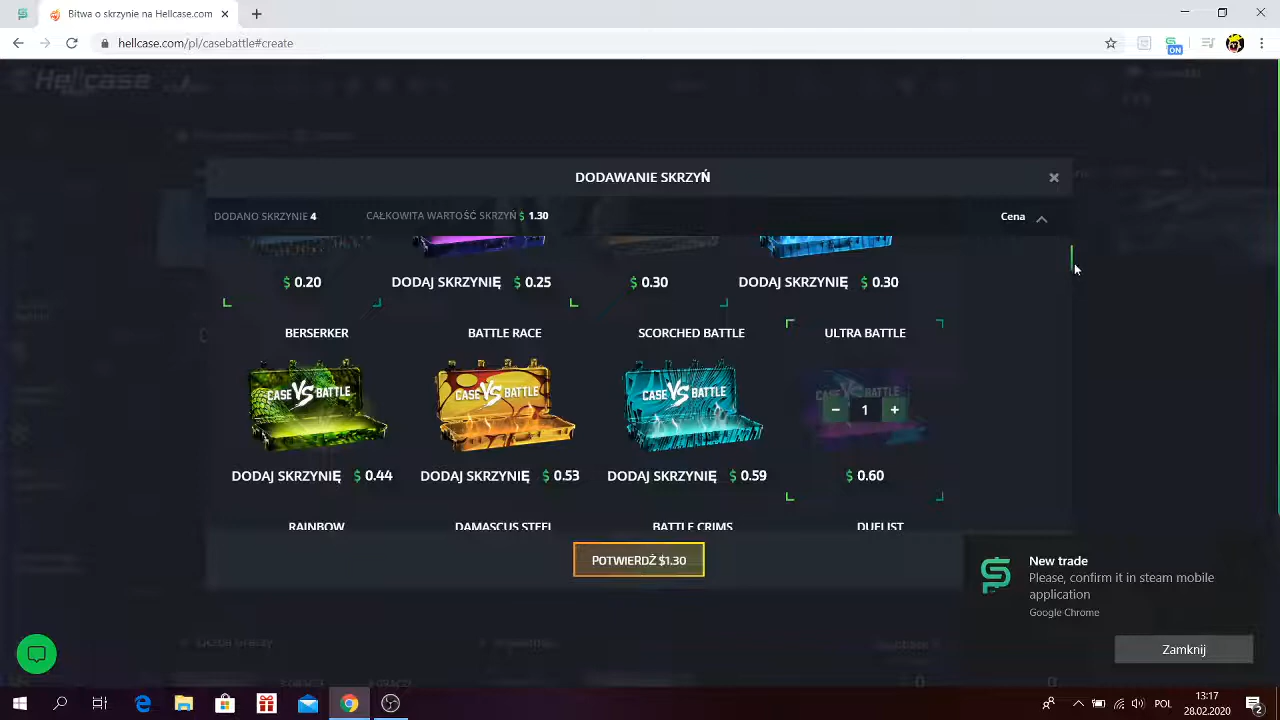 Bitwa o skrzynie na Hellcase.com
hellcase.com/pl/casebattle#create
ON
Hellcase
DODAWANIE SKRZYŃ
DODANO SKRZYNIE 4
CAŁKOWITA WARTOŚĆ SKRZYŃ $ 1.30
Cena
$ 0.20
DODAJ SKRZYNIĘ $ 0.25
$ 0.30
DODAJ SKRZYNIĘ $ 0.30
BERSERKER
BATTLE RACE
SCORCHED BATTLE
ULTRA BATTLE
CASE VS BATTLE
CASE VS BATTLE
CASE VS BATTLE
CASE BATTLE
− 1 +
DODAJ SKRZYNIĘ $ 0.44
DODAJ SKRZYNIĘ $ 0.53
DODAJ SKRZYNIĘ $ 0.59
$ 0.60
RAINBOW
DAMASCUS STEEL
BATTLE CRIMS
DUELIST
POTWIERDŹ $1.30
New trade
Please, confirm it in steam mobile
application
Google Chrome
Zamknij
POL
13:17
28.02.2020
2